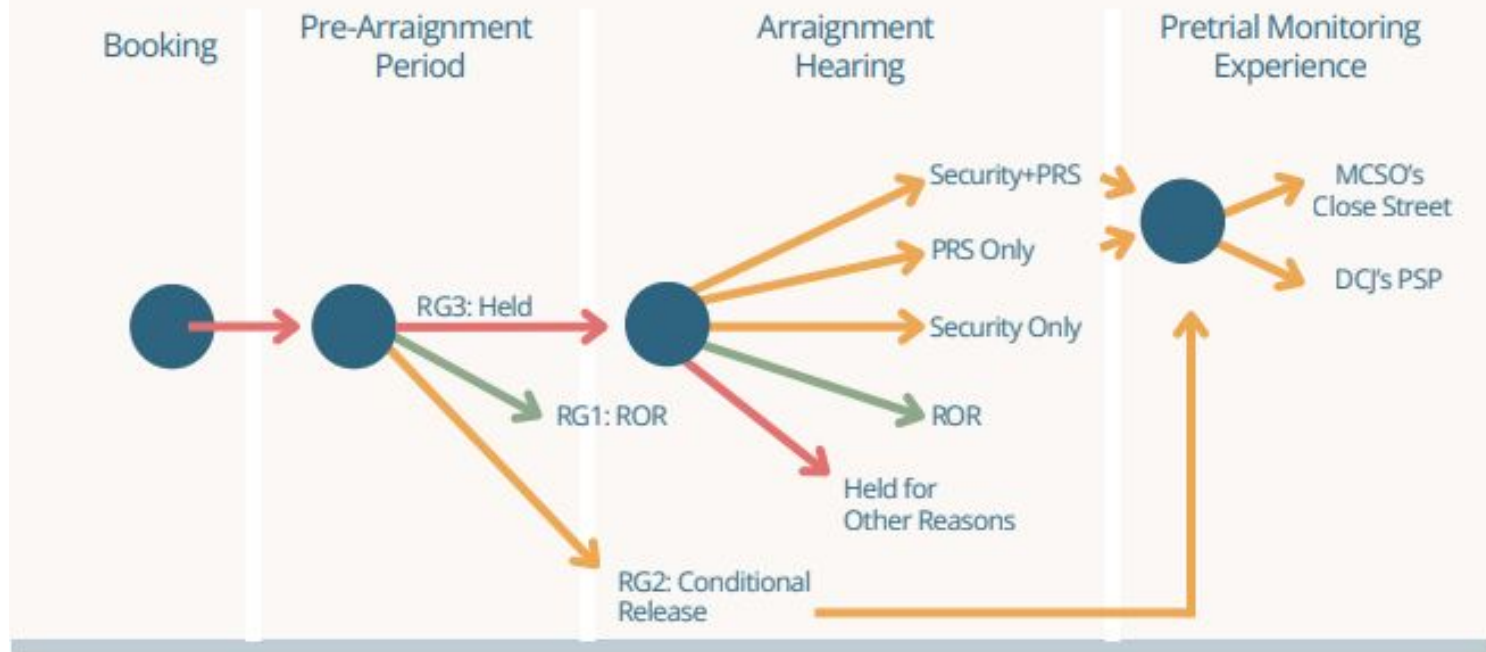 Booking
Pre-Arraignment
Period
Arraignment
Hearing
Pretrial Monitoring
Experience
Security+PRS
MCSO's
Close Street
PRS Only
DCJ's PSP
RG3: Held
Security Only
RG1: ROR
ROR
Held for
Other Reasons
RG2: Conditional
Release